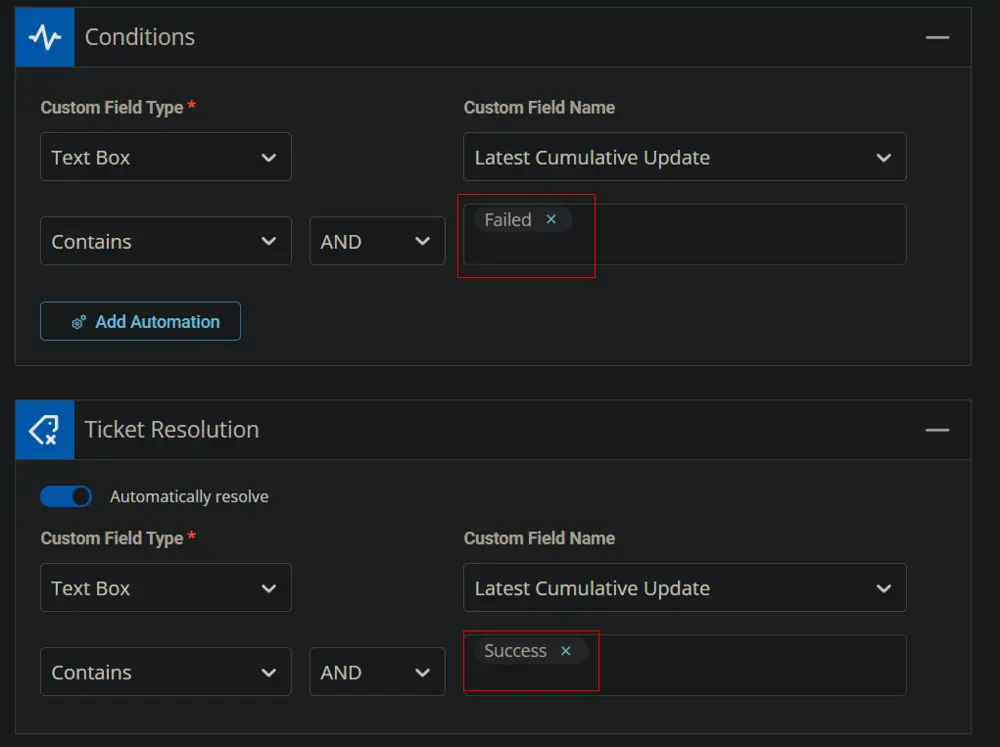 Conditions
Custom Field Type *
Custom Field Name
Text Box
Latest Cumulative Update
Contains
AND
Failed ×
Add Automation
Ticket Resolution
Automatically resolve
Custom Field Type *
Custom Field Name
Text Box
Latest Cumulative Update
Contains
AND
Success ×